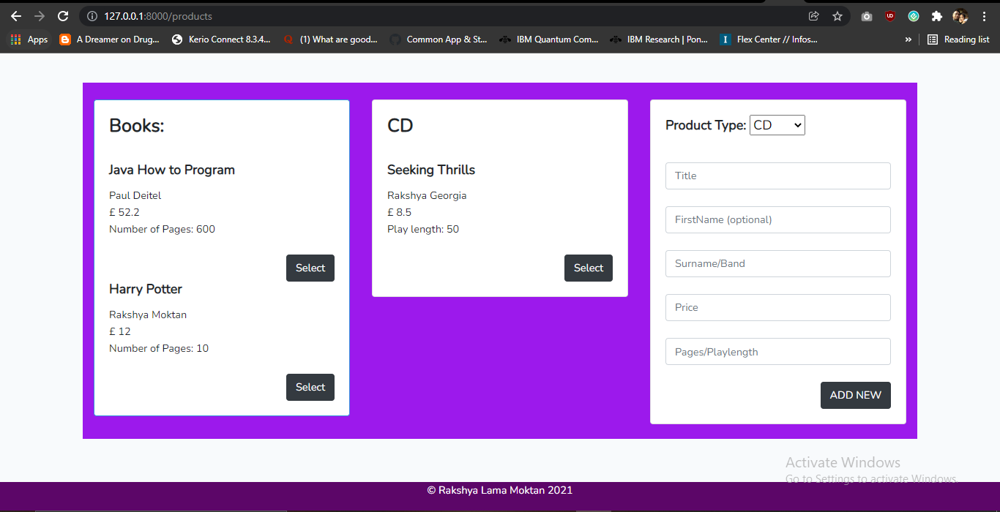 127.0.0.1:8000/products
Apps
A Dreamer on Drug...
Kerio Connect 8.3.4...
(1) What are good...
Common App & St...
IBM Quantum Com...
IBM Research | Pon...
Flex Center // Infos...
»
Reading list
Books:
Java How to Program
Paul Deitel
£ 52.2
Number of Pages: 600
Select
Harry Potter
Rakshya Moktan
£ 12
Number of Pages: 10
Select
CD
Seeking Thrills
Rakshya Georgia
£ 8.5
Play length: 50
Select
Product Type: CD
Title
FirstName (optional)
Surname/Band
Price
Pages/Playlength
ADD NEW
Activate Windows
Go to Settings to activate Windows.
© Rakshya Lama Moktan 2021